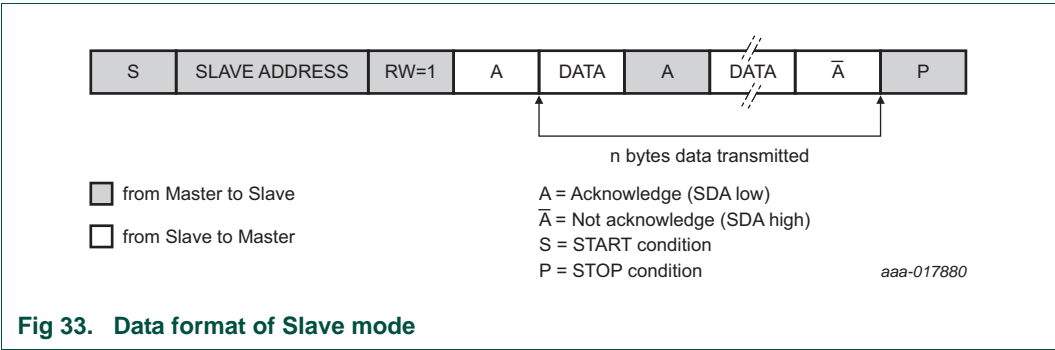 S SLAVE ADDRESS RW=1 A DATA A DATA A̅ P
n bytes data transmitted
from Master to Slave
from Slave to Master
A = Acknowledge (SDA low)
A̅ = Not acknowledge (SDA high)
S = START condition
P = STOP condition
aaa-017880
Fig 33. Data format of Slave mode